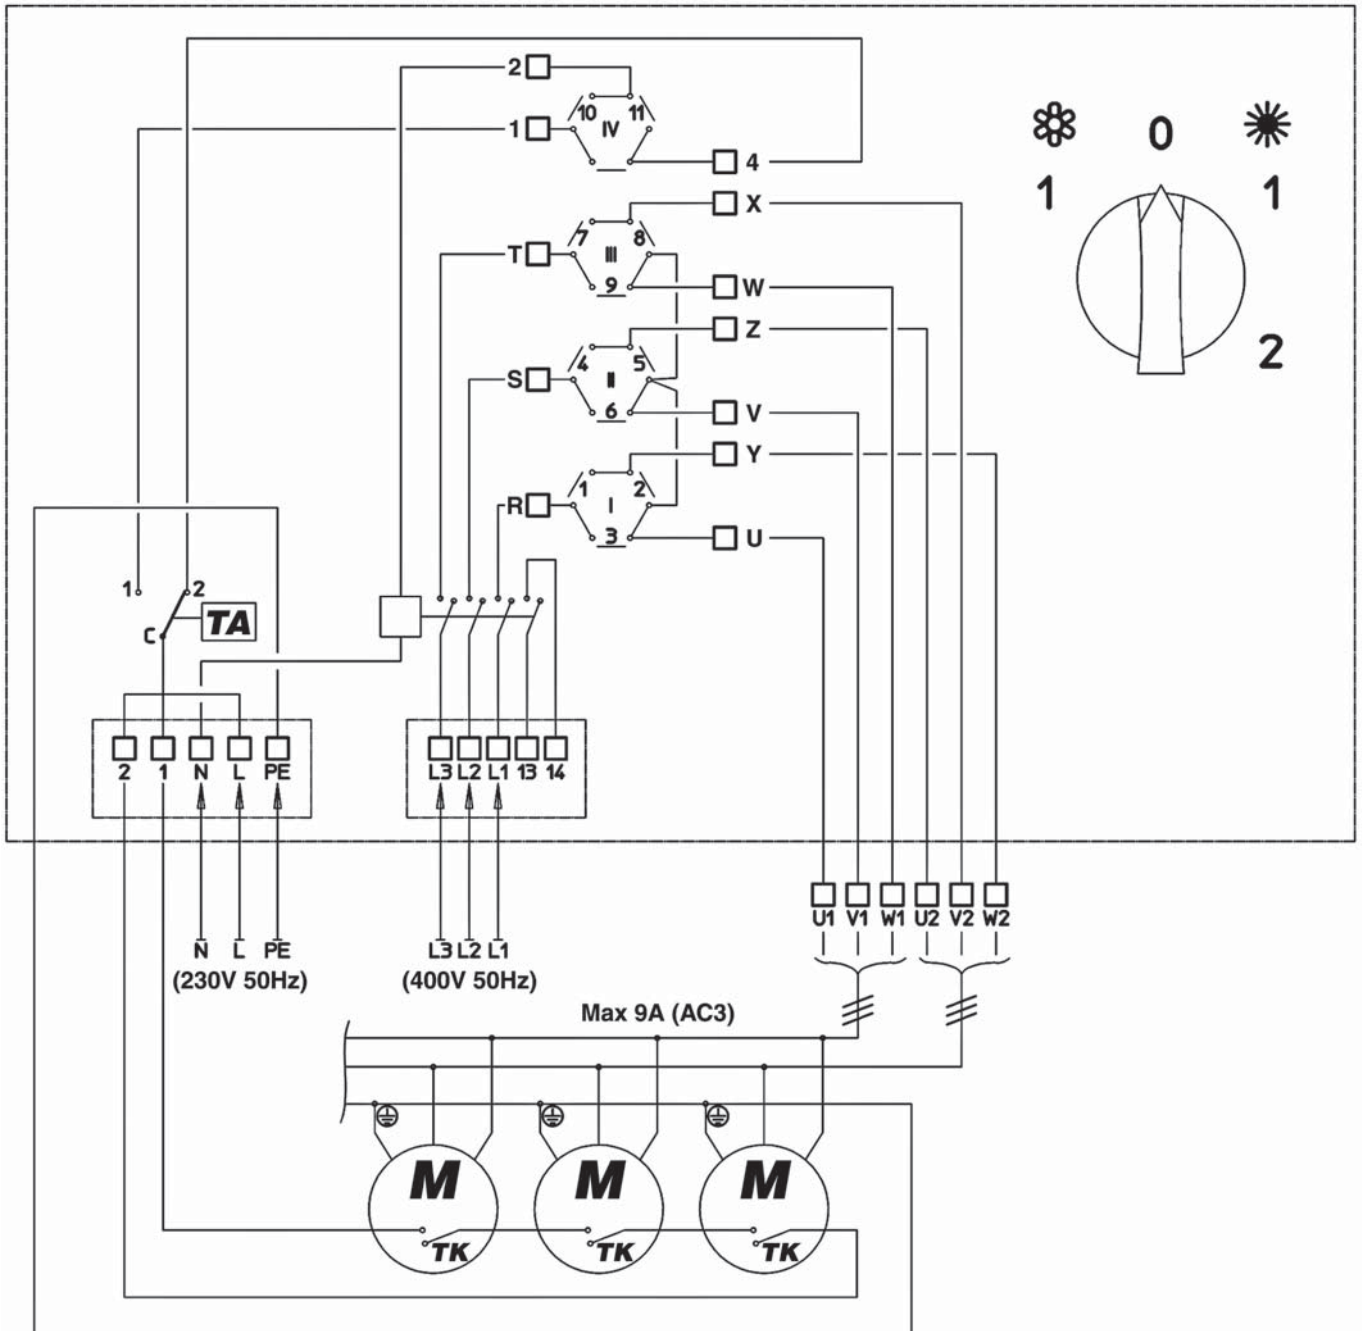 2
10 11
1 IV
4
0
1 1
X
7 8
T III
9 W
Z
4 5
S II
6 V
2
Y
1 2
R I
3 U
1 2
TA
C
2 1 N L PE
L3 L2 L1 13 14
U1 V1 W1 U2 V2 W2
N L PE
L3 L2 L1
(230V 50Hz)
(400V 50Hz)
Max 9A (AC3)
M M M
TK TK TK